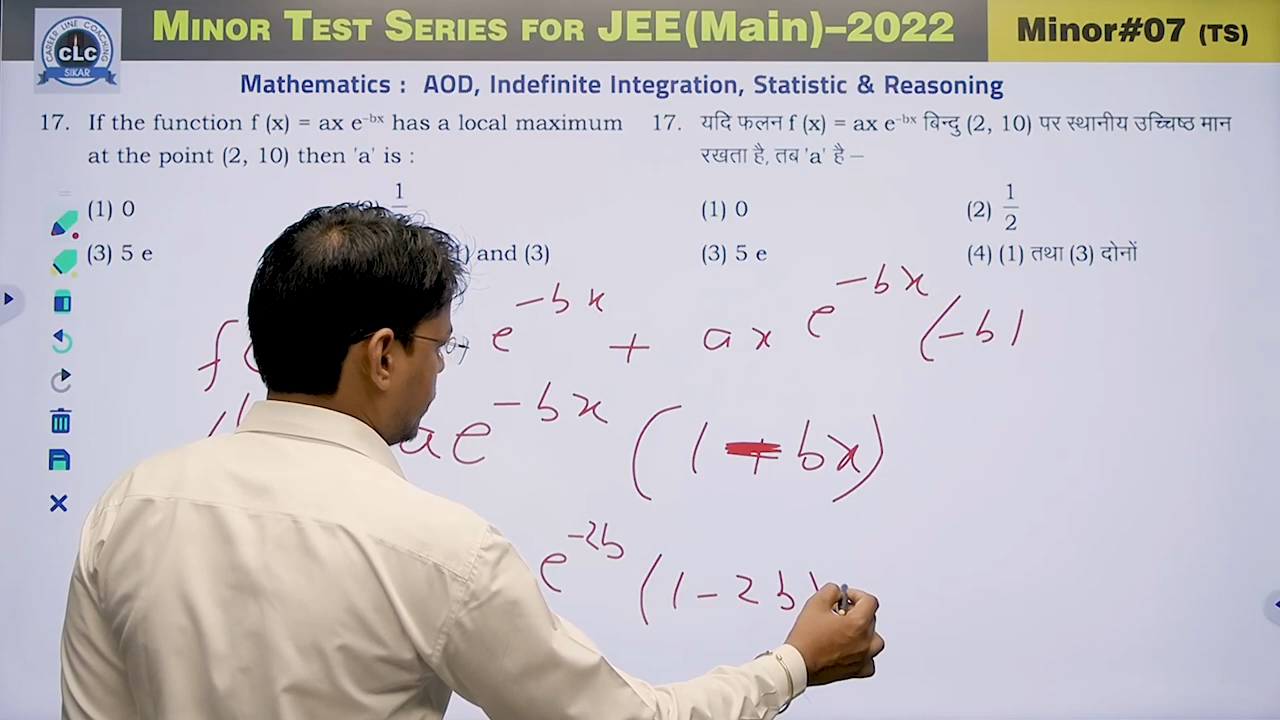 CAREER LINE COACHING
CLC
SIKAR
MINOR TEST SERIES FOR JEE(MAIN)–2022
Minor#07 (TS)
Mathematics : AOD, Indefinite Integration, Statistic & Reasoning
17. If the function f (x) = ax e⁻ᵇˣ has a local maximum
at the point (2, 10) then 'a' is :
(1) 0
1
(3) 5 e
and (3)
17. यदि फलन f (x) = ax e⁻ᵇˣ बिन्दु (2, 10) पर स्थानीय उच्चिष्ठ मान
रखता है, तब 'a' है –
(1) 0 (2) 1/2
(3) 5 e (4) (1) तथा (3) दोनों
f e⁻ᵇˣ + ax e⁻ᵇˣ (-b)
ae⁻ᵇˣ (1 - bx)
e⁻²ᵇ (1 - 2b)